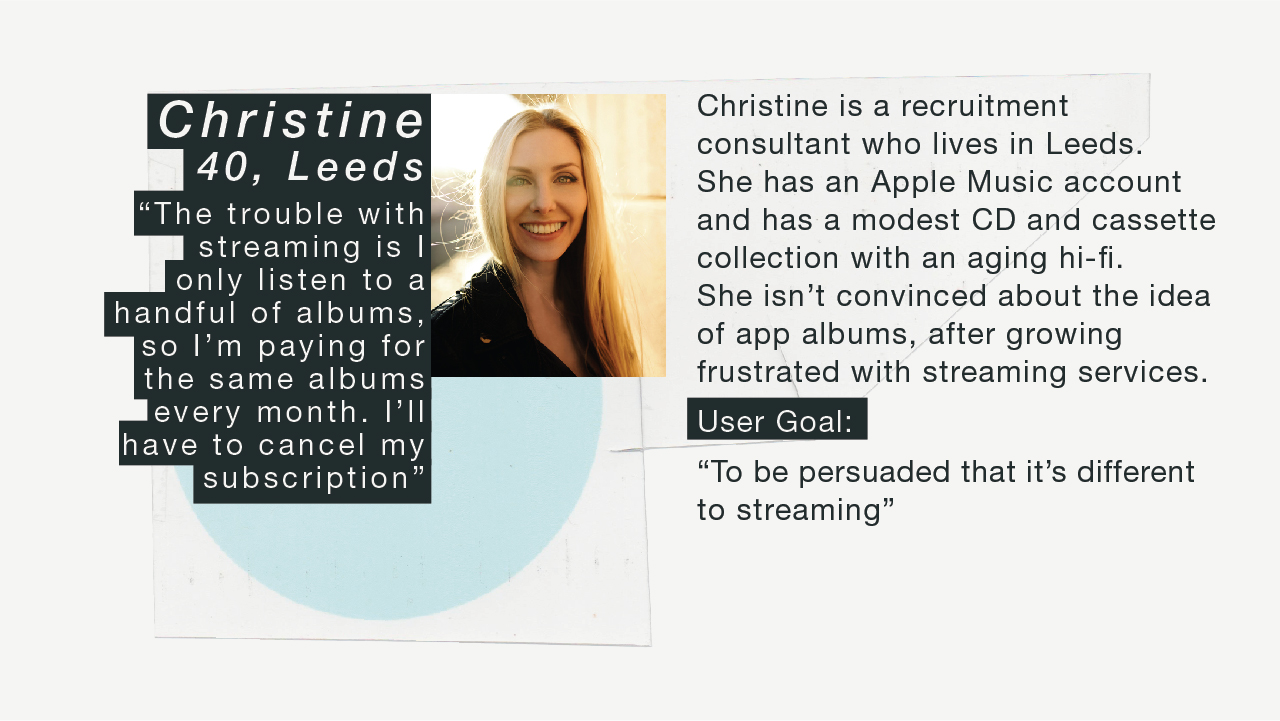 Christine
40, Leeds
“The trouble with
streaming is I
only listen to a
handful of albums,
so I’m paying for
the same albums
every month. I’ll
have to cancel my
subscription”
Christine is a recruitment
consultant who lives in Leeds.
She has an Apple Music account
and has a modest CD and cassette
collection with an aging hi-fi.
She isn’t convinced about the idea
of app albums, after growing
frustrated with streaming services.
User Goal:
“To be persuaded that it’s different
to streaming”